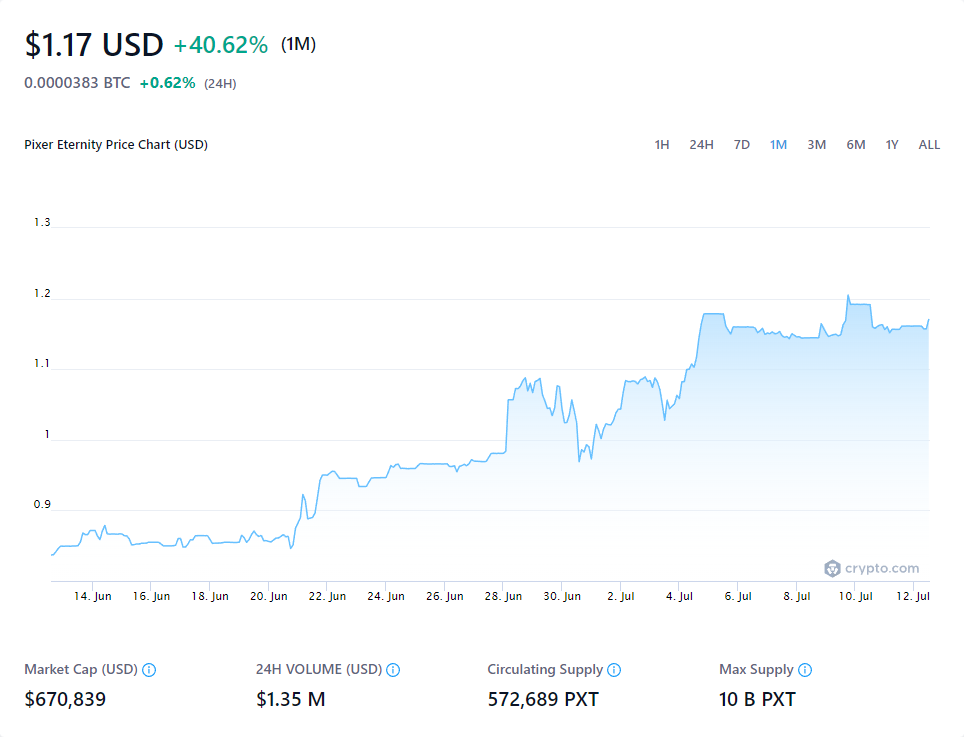 $1.17 USD +40.62% (1M)
0.0000383 BTC +0.62% (24H)
Pixer Eternity Price Chart (USD) 1H 24H 7D 1M 3M 6M 1Y ALL
1.3
1.2
1.1
1
0.9
crypto.com
14. Jun 16. Jun 18. Jun 20. Jun 22. Jun 24. Jun 26. Jun 28. Jun 30. Jun 2. Jul 4. Jul 6. Jul 8. Jul 10. Jul 12. Jul
Market Cap (USD) 24H VOLUME (USD) Circulating Supply Max Supply
$670,839 $1.35 M 572,689 PXT 10 B PXT